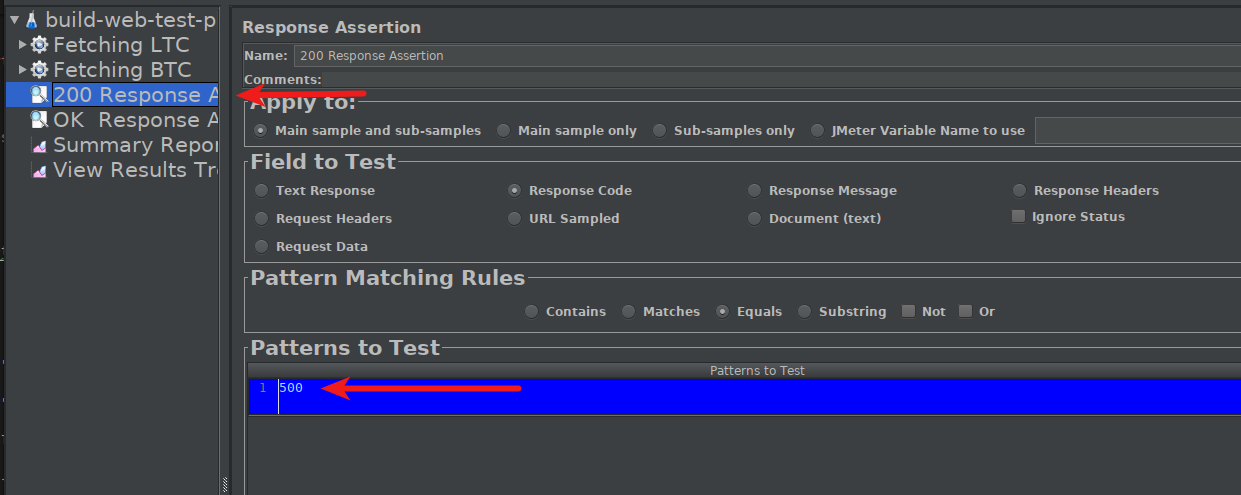 build-web-test-p
Fetching LTC
Fetching BTC
200 Response A
OK Response A
Summary Repor
View Results Tr
Response Assertion
Name: 200 Response Assertion
Comments:
Apply to:
Main sample and sub-samples Main sample only Sub-samples only JMeter Variable Name to use
Field to Test
Text Response Response Code Response Message Response Headers
Request Headers URL Sampled Document (text) Ignore Status
Request Data
Pattern Matching Rules
Contains Matches Equals Substring Not Or
Patterns to Test
Patterns to Test
1 500